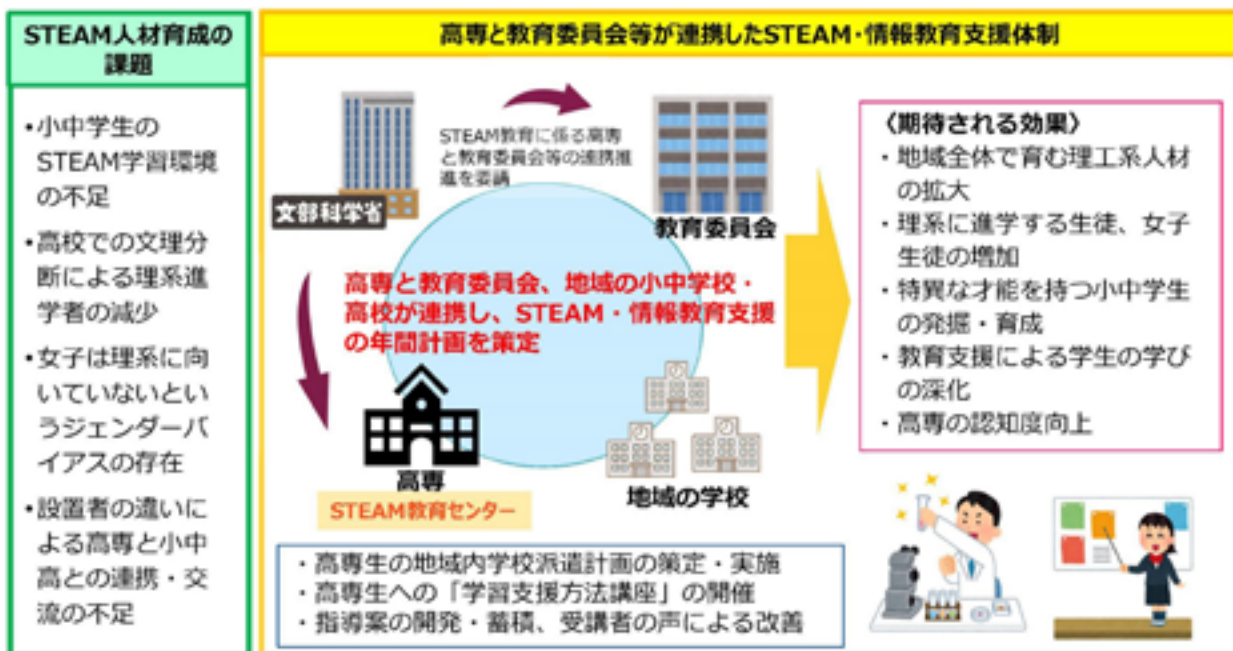 STEAM人材育成の
課題
•小中学生の
STEAM学習環境
の不足
•高校での文理分
断による理系進
学者の減少
•女子は理系に向
いていないとい
うジェンダーバ
イアスの存在
•設置者の違いに
よる高専と小中
高との連携・交
流の不足
高専と教育委員会等が連携したSTEAM・情報教育支援体制
STEAM教育に係る高専
と教育委員会等の連携推
進を要請
文部科学省
教育委員会
高専と教育委員会、地域の小中学校・
高校が連携し、STEAM・情報教育支援
の年間計画を策定
高専
STEAM教育センター
地域の学校
・高専生の地域内学校派遣計画の策定・実施
・高専生への「学習支援方法講座」の開催
・指導案の開発・蓄積、受講者の声による改善
〈期待される効果〉
・地域全体で育む理工系人材
の拡大
・理系に進学する生徒、女子
生徒の増加
・特異な才能を持つ小中学生
の発掘・育成
・教育支援による学生の学び
の深化
・高専の認知度向上